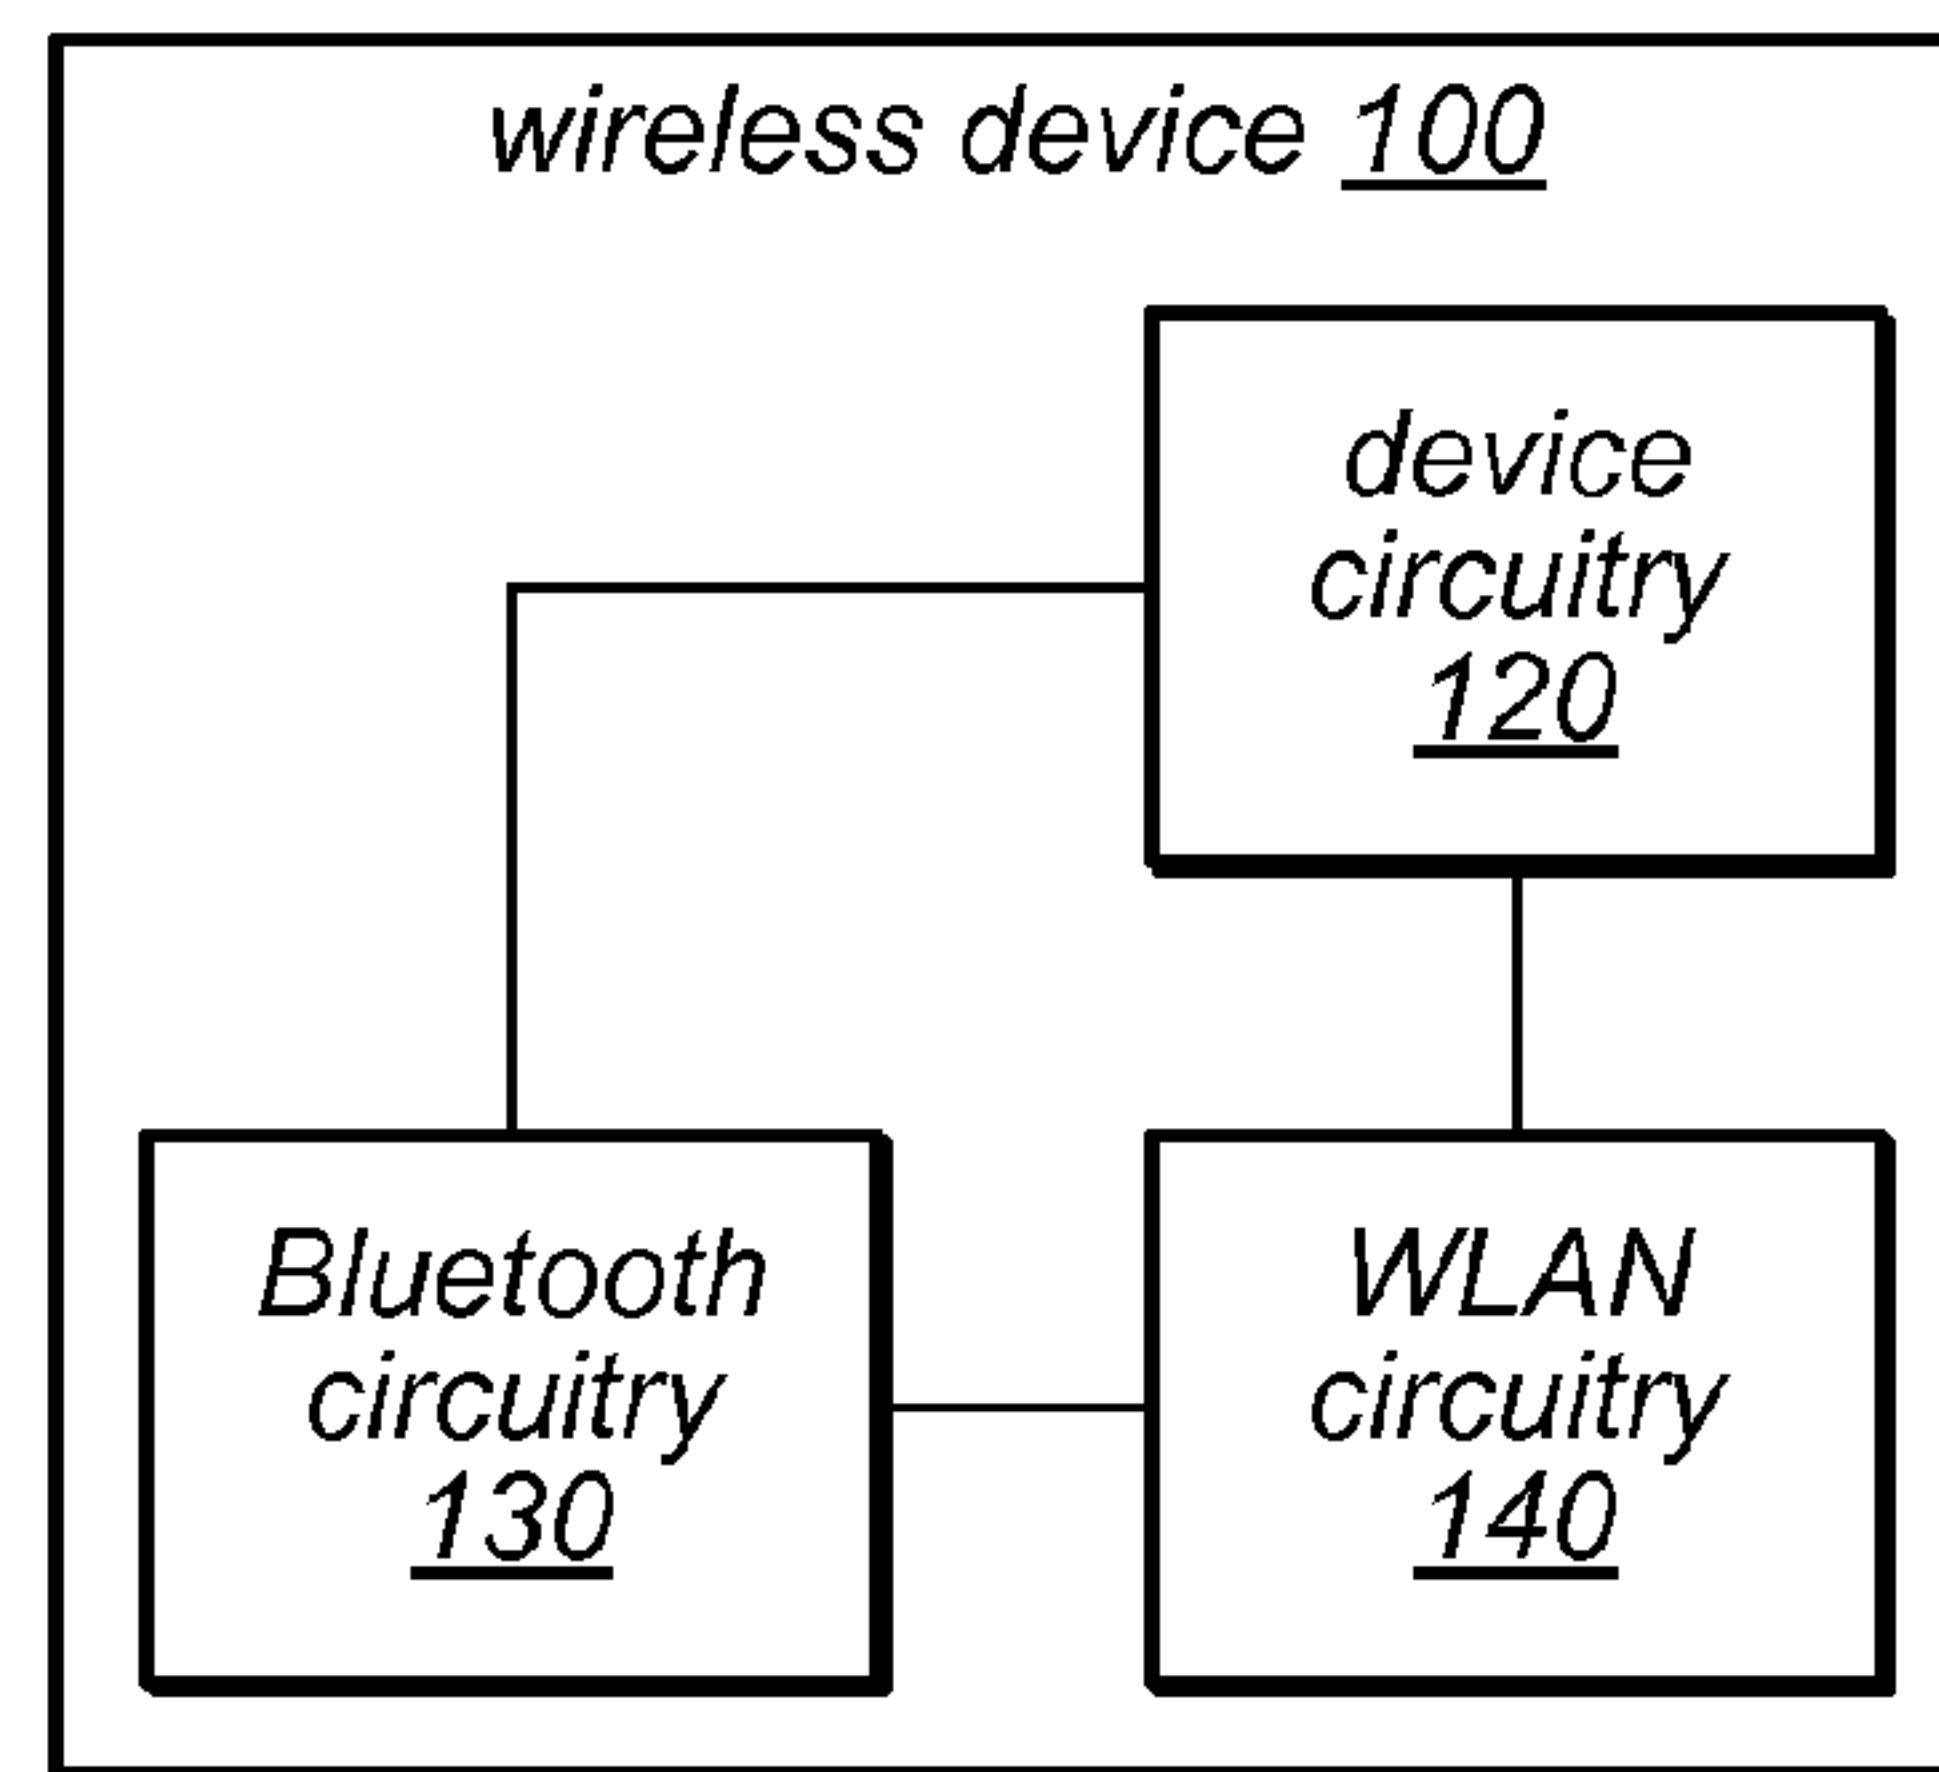 wireless device 100
device
circuitry
120
Bluetooth
circuitry
130
WLAN
circuitry
140